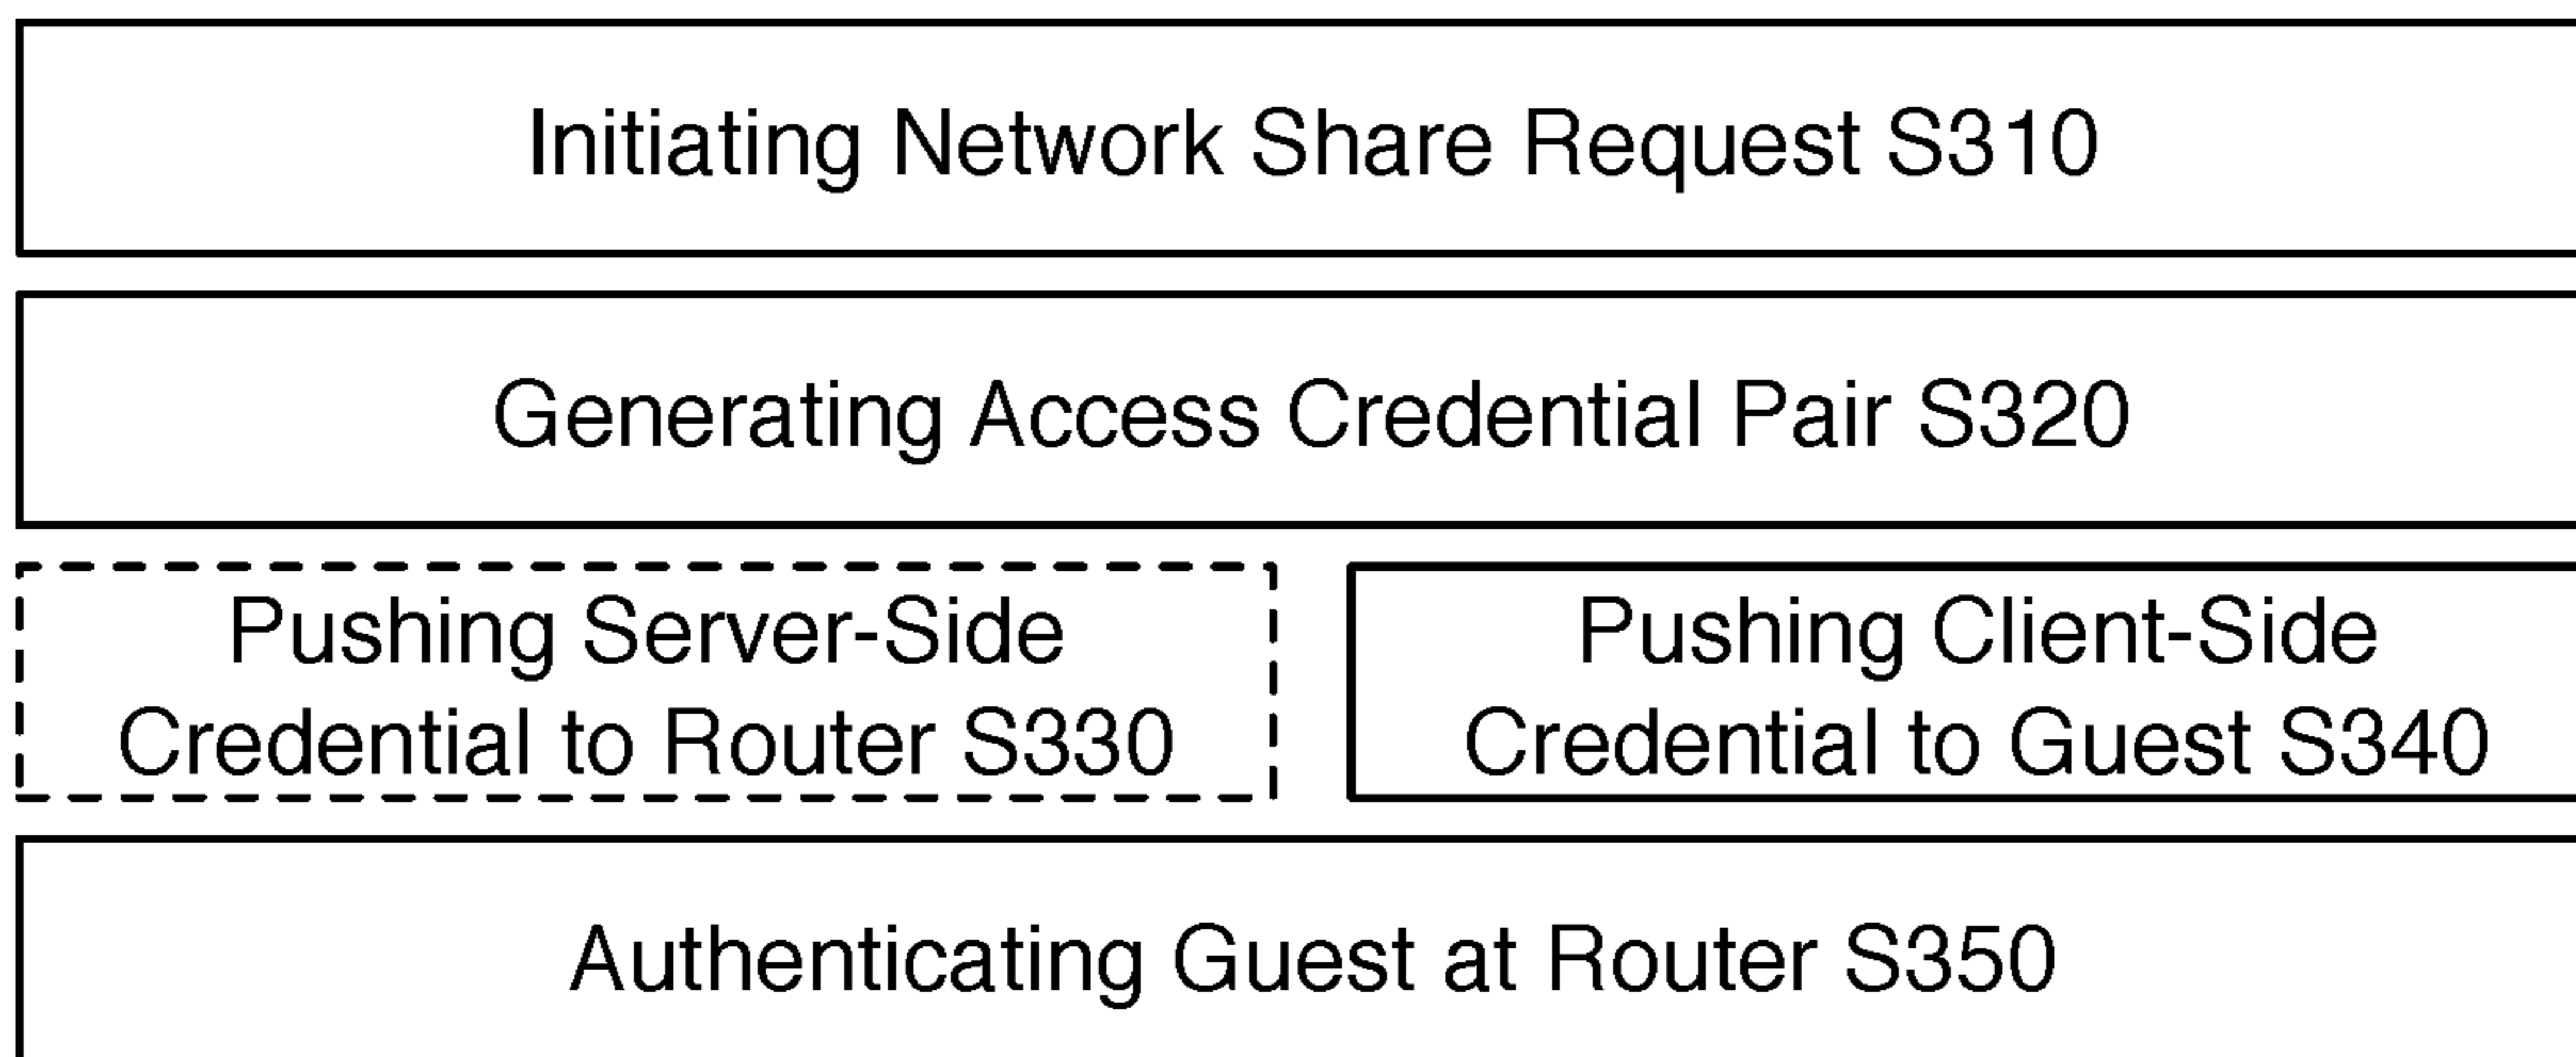 Initiating Network Share Request S310
Generating Access Credential Pair S320
Pushing Server-Side
Credential to Router S330
Pushing Client-Side
Credential to Guest S340
Authenticating Guest at Router S350